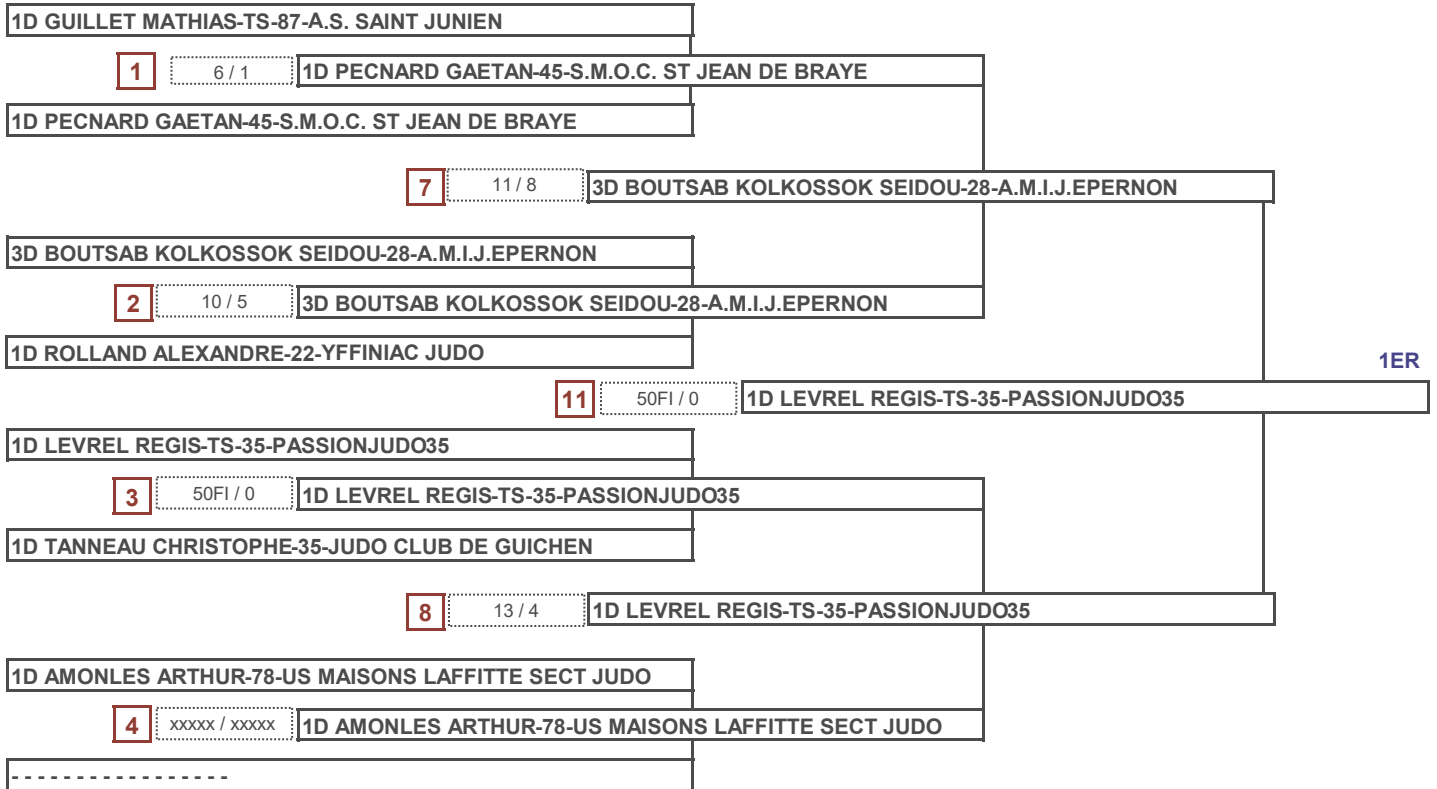 1D GUILLET MATHIAS-TS-87-A.S. SAINT JUNIEN
1 6 / 1 1D PECNARD GAETAN-45-S.M.O.C. ST JEAN DE BRAYE
1D PECNARD GAETAN-45-S.M.O.C. ST JEAN DE BRAYE
7 11 / 8 3D BOUTSAB KOLKOSSOK SEIDOU-28-A.M.I.J.EPERNON
3D BOUTSAB KOLKOSSOK SEIDOU-28-A.M.I.J.EPERNON
2 10 / 5 3D BOUTSAB KOLKOSSOK SEIDOU-28-A.M.I.J.EPERNON
1D ROLLAND ALEXANDRE-22-YFFINIAC JUDO
1ER
11 50FI / 0 1D LEVREL REGIS-TS-35-PASSIONJUDO35
1D LEVREL REGIS-TS-35-PASSIONJUDO35
3 50FI / 0 1D LEVREL REGIS-TS-35-PASSIONJUDO35
1D TANNEAU CHRISTOPHE-35-JUDO CLUB DE GUICHEN
8 13 / 4 1D LEVREL REGIS-TS-35-PASSIONJUDO35
1D AMONLES ARTHUR-78-US MAISONS LAFFITTE SECT JUDO
4 xxxxx / xxxxx 1D AMONLES ARTHUR-78-US MAISONS LAFFITTE SECT JUDO
- - - - - - - - - - - - - - - - -